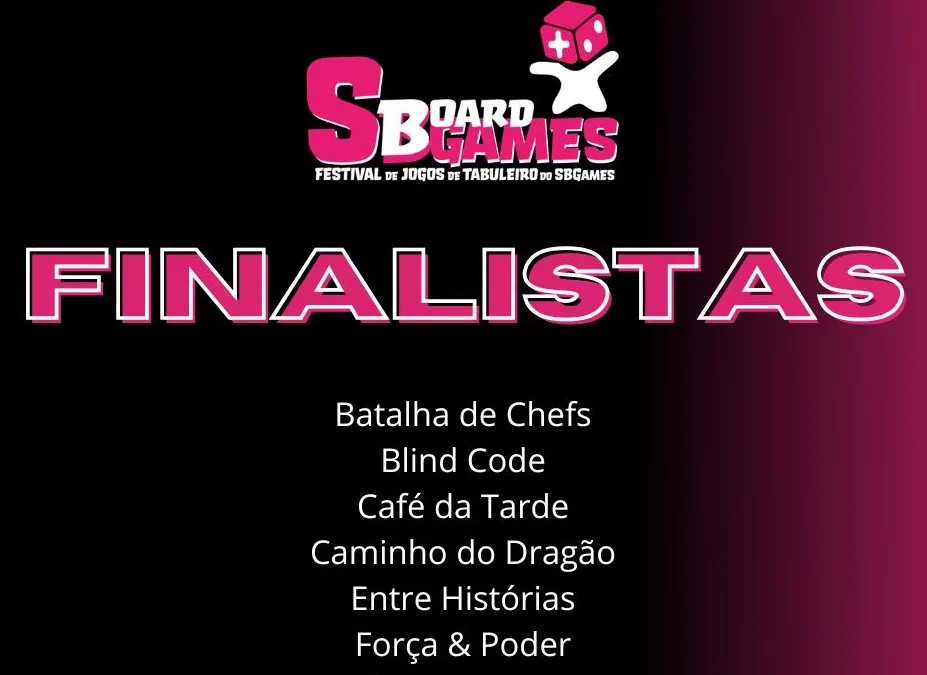 SBOARD GAMES
FESTIVAL DE JOGOS DE TABULEIRO DO SBGAMES
FINALISTAS
Batalha de Chefs
Blind Code
Café da Tarde
Caminho do Dragão
Entre Histórias
Força & Poder